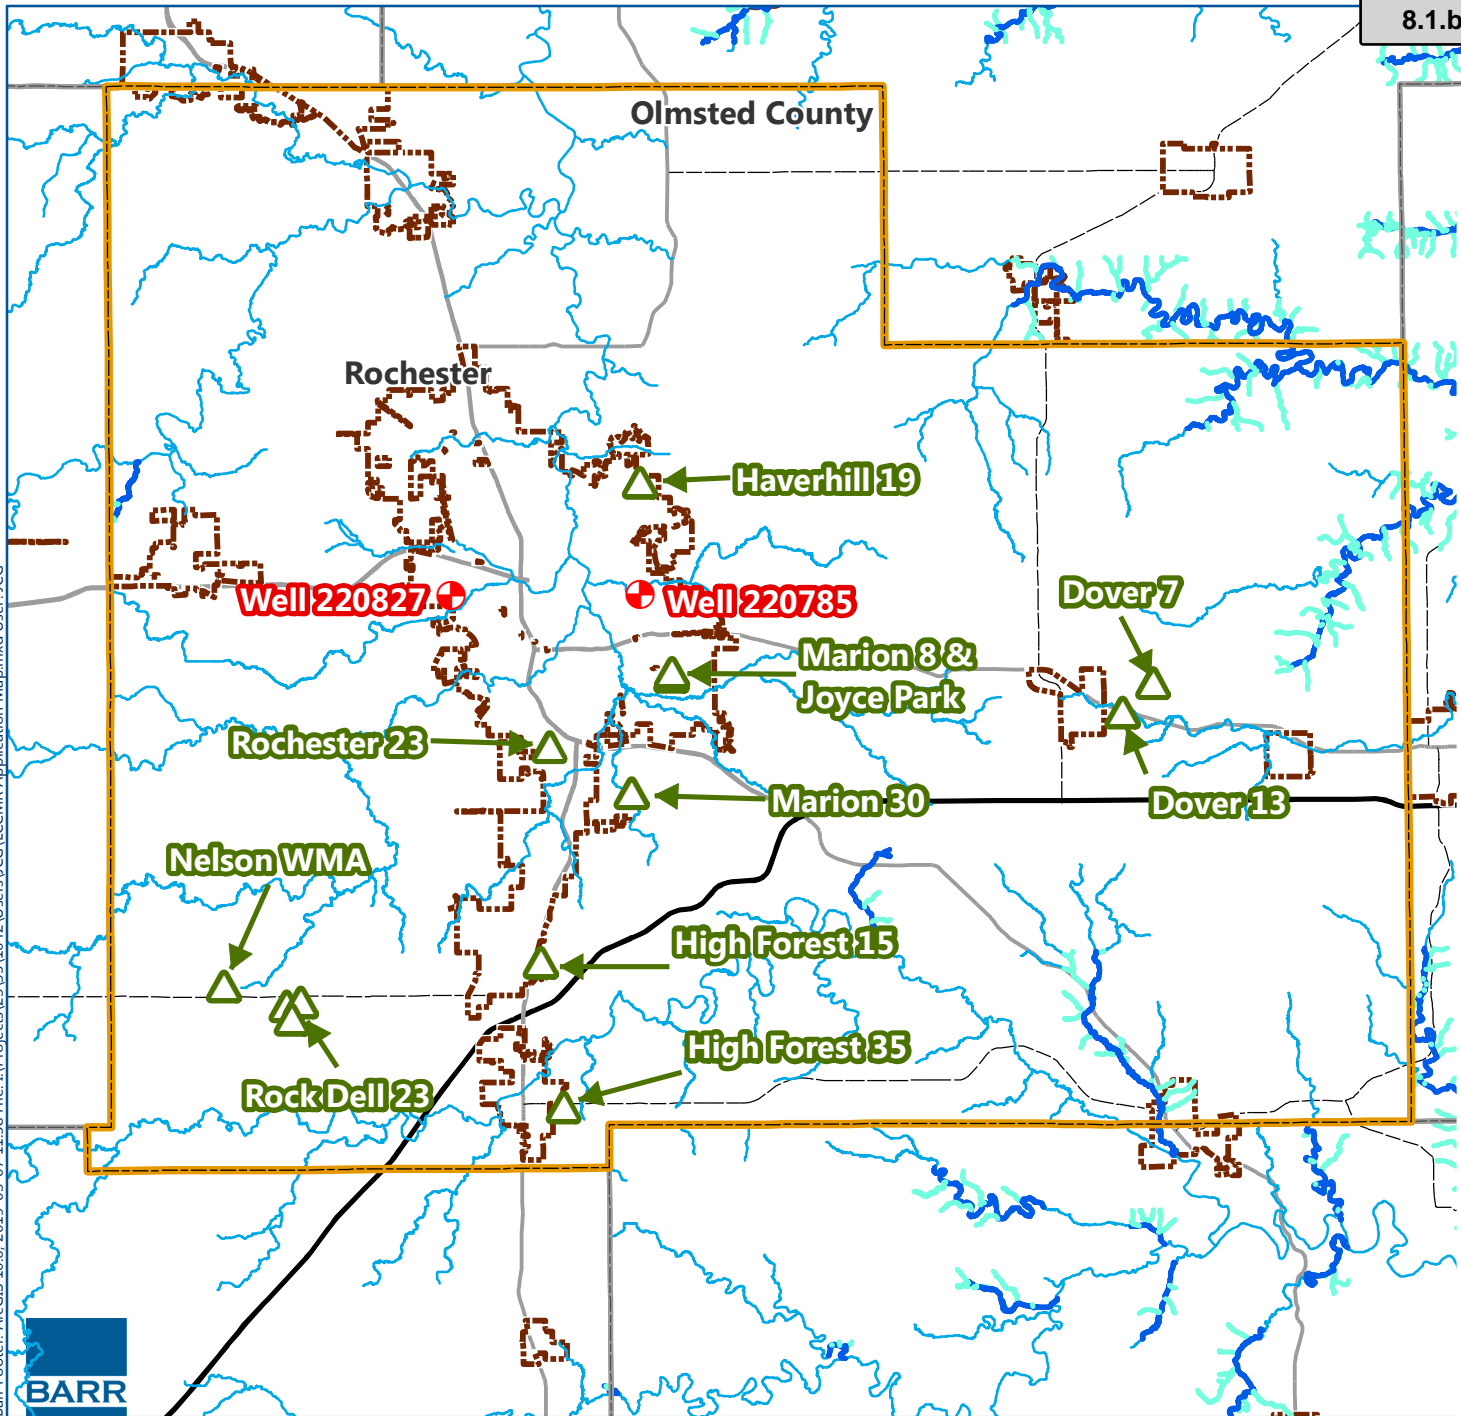 8.1.b
Olmsted County
Rochester
Haverhill 19
Well 220827
Well 220785
Dover 7
Marion 8 &
Joyce Park
Rochester 23
Marion 30
Dover 13
Nelson WMA
High Forest 15
High Forest 35
Rock Dell 23
BARR